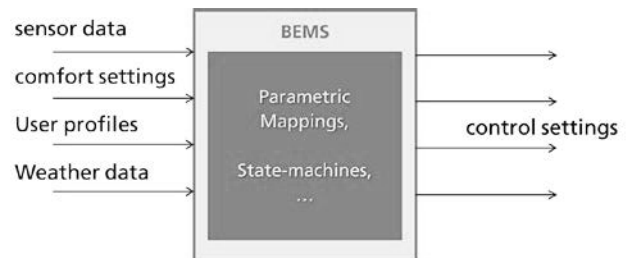 sensor data
comfort settings
User profiles
Weather data
BEMS
Parametric
Mappings,
State-machines,
...
control settings